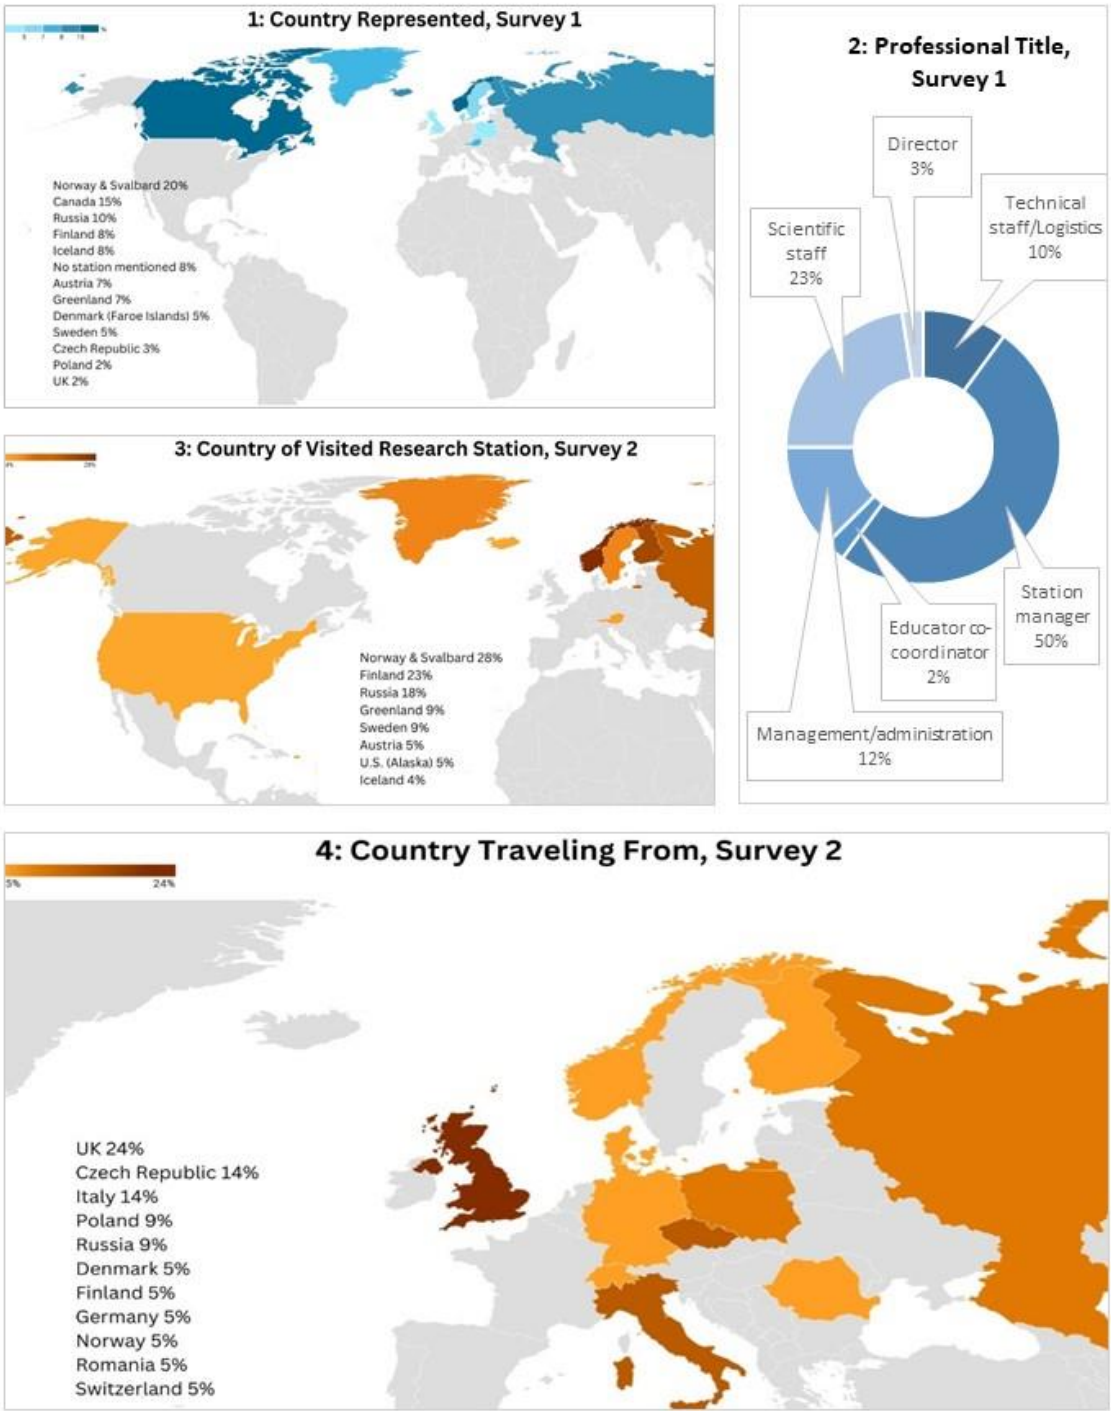 1: Country Represented, Survey 1
%
Norway & Svalbard 20%
Canada 15%
Russia 10%
Finland 8%
Iceland 8%
No station mentioned 8%
Austria 7%
Greenland 7%
Denmark (Faroe Islands) 5%
Sweden 5%
Czech Republic 3%
Poland 2%
UK 2%
2: Professional Title,
Survey 1
Director
3%
Technical
staff/Logistics
10%
Scientific
staff
23%
Station
manager
50%
Educator co-
coordinator
2%
Management/administration
12%
3: Country of Visited Research Station, Survey 2
4% 28%
Norway & Svalbard 28%
Finland 23%
Russia 18%
Greenland 9%
Sweden 9%
Austria 5%
U.S. (Alaska) 5%
Iceland 4%
4: Country Traveling From, Survey 2
5% 24%
UK 24%
Czech Republic 14%
Italy 14%
Poland 9%
Russia 9%
Denmark 5%
Finland 5%
Germany 5%
Norway 5%
Romania 5%
Switzerland 5%